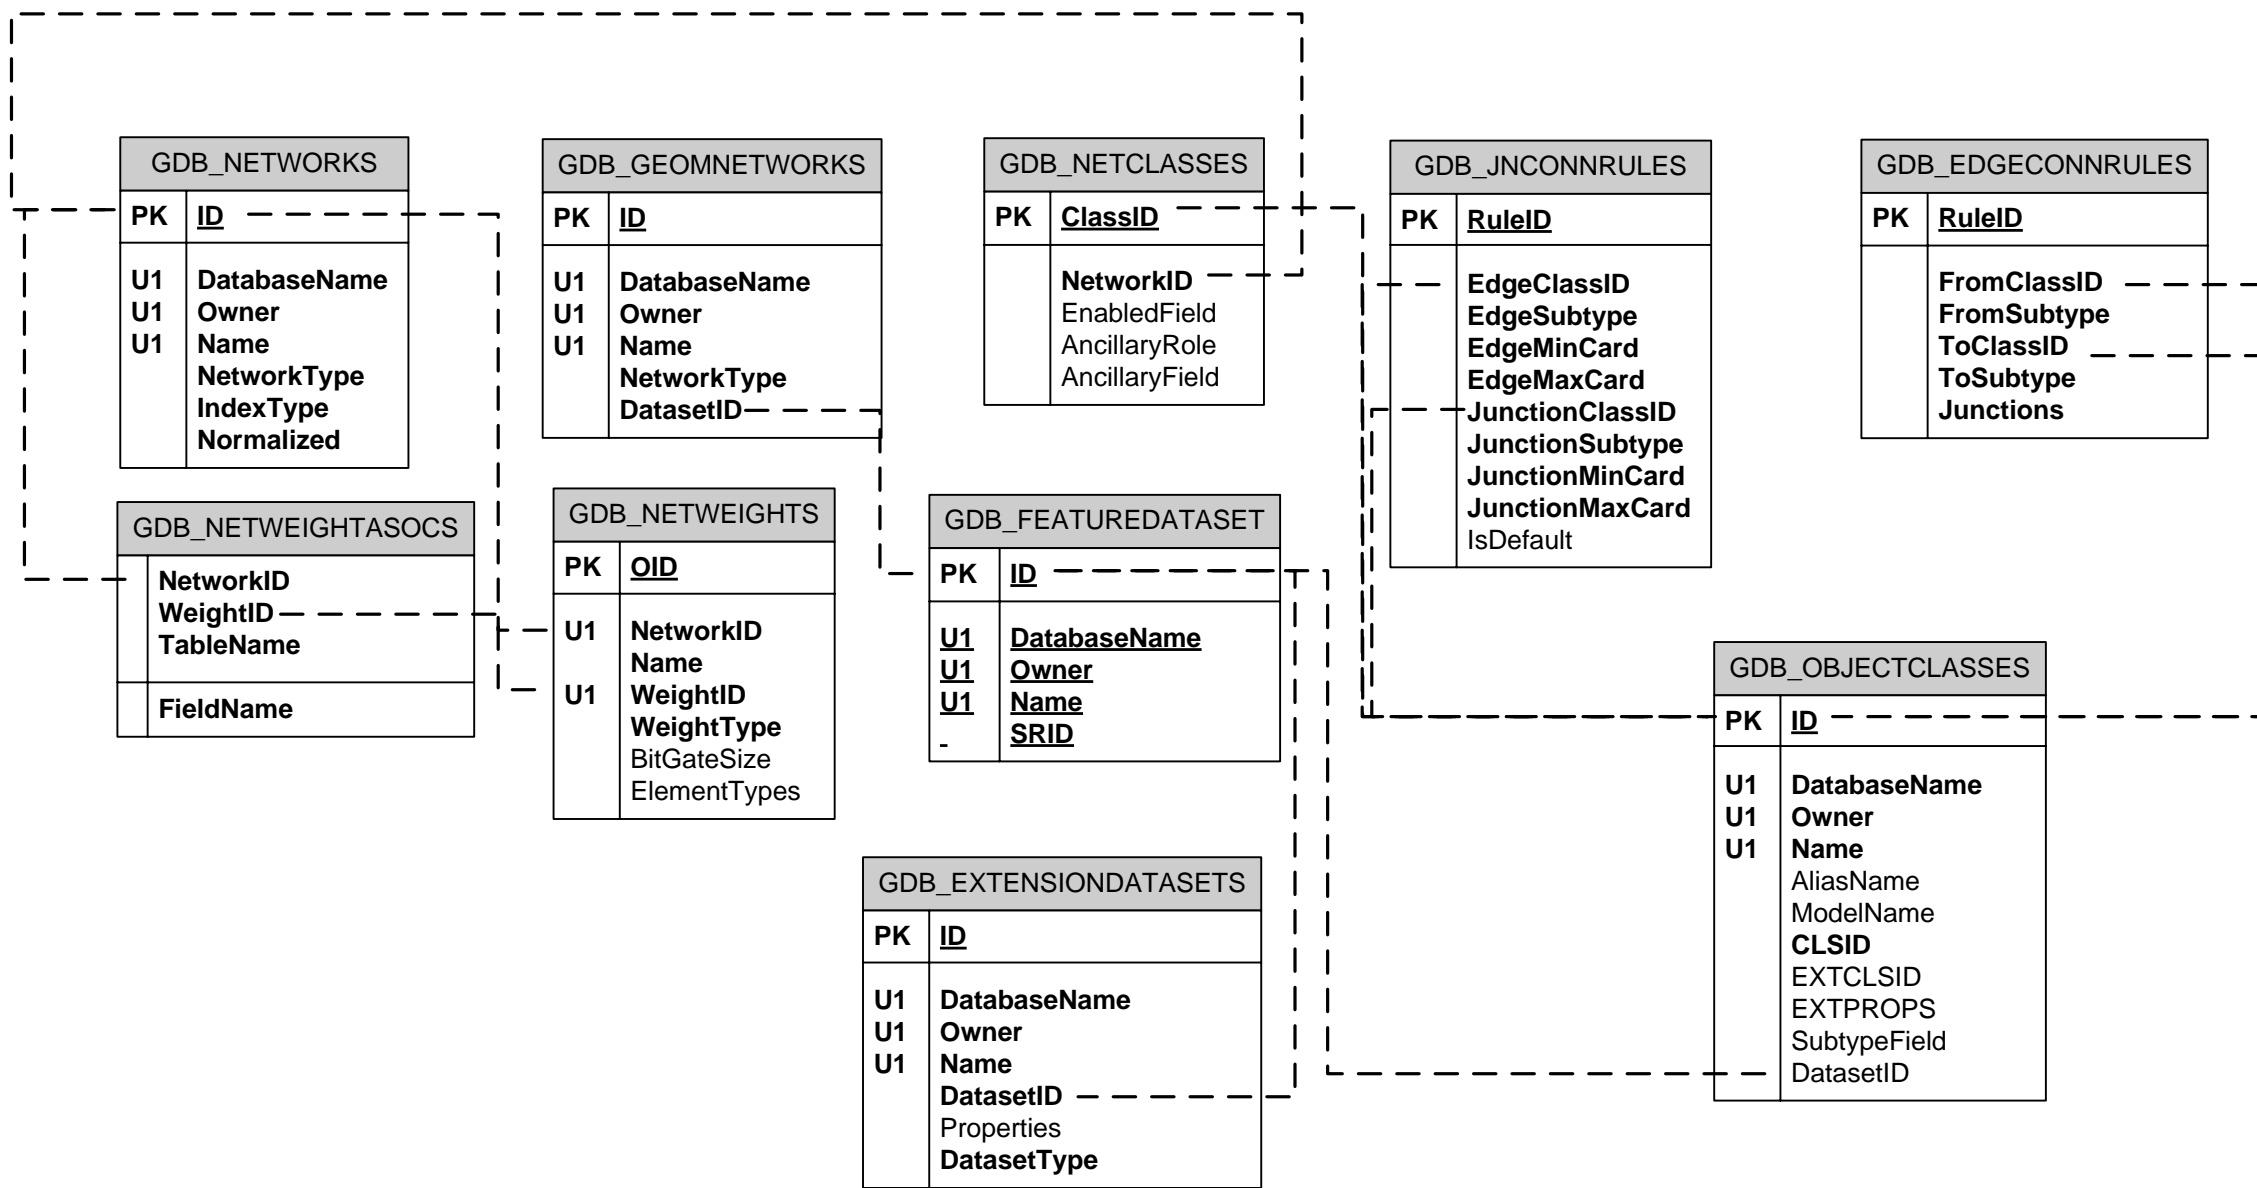 GDB_NETWORKS
PK ID
U1 DatabaseName
U1 Owner
U1 Name
NetworkType
IndexType
Normalized
GDB_GEOMNETWORKS
PK ID
U1 DatabaseName
U1 Owner
U1 Name
NetworkType
DatasetID
GDB_NETCLASSES
PK ClassID
NetworkID
EnabledField
AncillaryRole
AncillaryField
GDB_JNCONNRULES
PK RuleID
EdgeClassID
EdgeSubtype
EdgeMinCard
EdgeMaxCard
JunctionClassID
JunctionSubtype
JunctionMinCard
JunctionMaxCard
IsDefault
GDB_EDGECONNRULES
PK RuleID
FromClassID
FromSubtype
ToClassID
ToSubtype
Junctions
GDB_NETWEIGHTASOCS
NetworkID
WeightID
TableName
FieldName
GDB_NETWEIGHTS
PK OID
U1 NetworkID
Name
U1 WeightID
WeightType
BitGateSize
ElementTypes
GDB_FEATUREDATASET
PK ID
U1 DatabaseName
U1 Owner
U1 Name
SRID
GDB_OBJECTCLASSES
PK ID
U1 DatabaseName
U1 Owner
U1 Name
AliasName
ModelName
CLSID
EXTCLSID
EXTPROPS
SubtypeField
DatasetID
GDB_EXTENSIONDATASETS
PK ID
U1 DatabaseName
U1 Owner
U1 Name
DatasetID
Properties
DatasetType